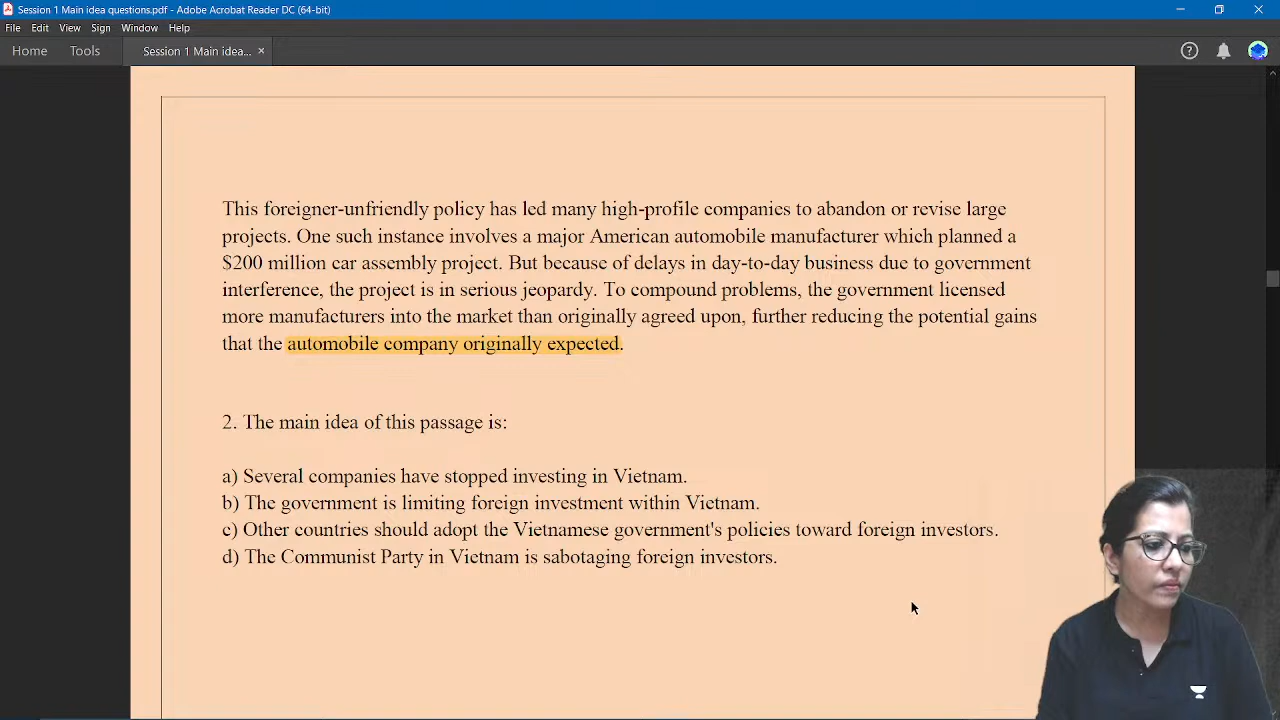 Session 1 Main idea questions.pdf - Adobe Acrobat Reader DC (64-bit)
File Edit View Sign Window Help
Home Tools Session 1 Main idea... ×
This foreigner-unfriendly policy has led many high-profile companies to abandon or revise large
projects. One such instance involves a major American automobile manufacturer which planned a
$200 million car assembly project. But because of delays in day-to-day business due to government
interference, the project is in serious jeopardy. To compound problems, the government licensed
more manufacturers into the market than originally agreed upon, further reducing the potential gains
that the automobile company originally expected.
2. The main idea of this passage is:
a) Several companies have stopped investing in Vietnam.
b) The government is limiting foreign investment within Vietnam.
c) Other countries should adopt the Vietnamese government's policies toward foreign investors.
d) The Communist Party in Vietnam is sabotaging foreign investors.